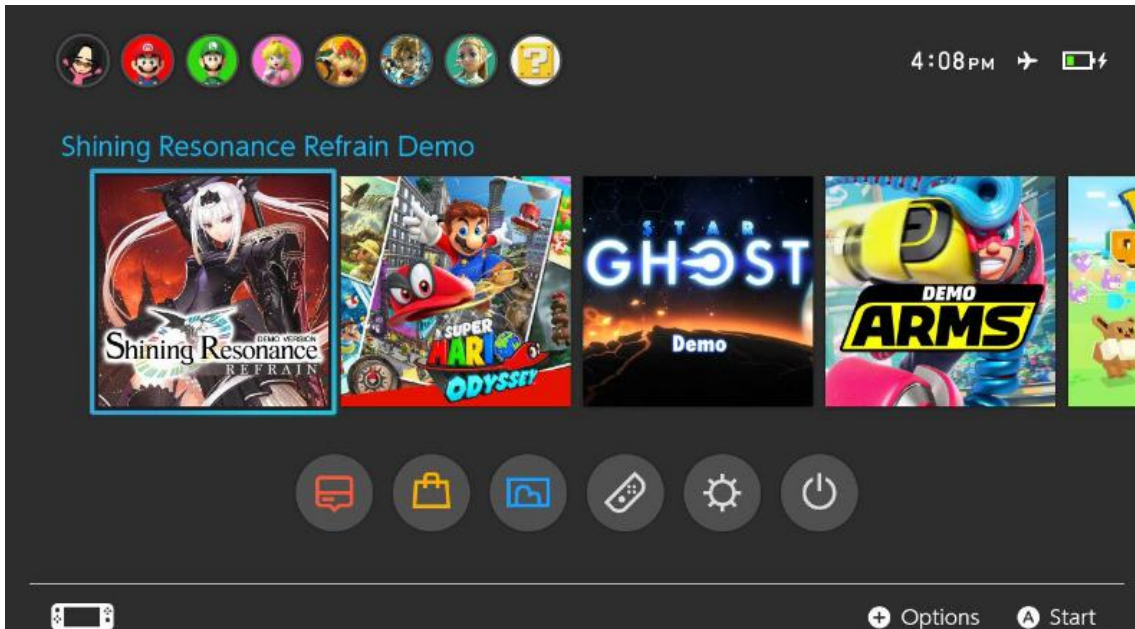 4:08PM
Shining Resonance Refrain Demo
DEMO VERSION
Shining Resonance
REFRAIN
SUPER
MARIO
ODYSSEY
STAR
GHOST
Demo
DEMO
ARMS
+ Options
A Start